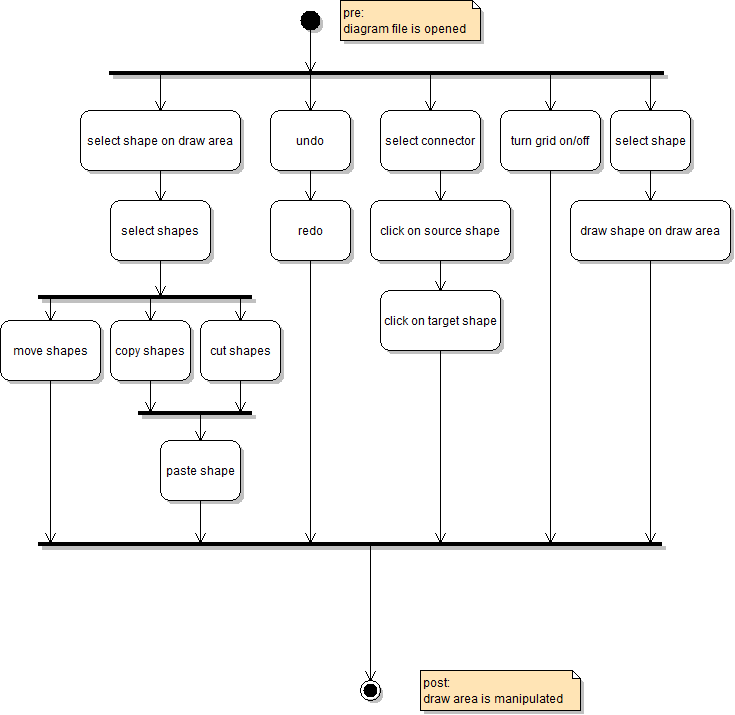 pre:
diagram file is opened
select shape on draw area
undo
select connector
turn grid on/off
select shape
select shapes
redo
click on source shape
draw shape on draw area
move shapes
copy shapes
cut shapes
click on target shape
paste shape
post:
draw area is manipulated